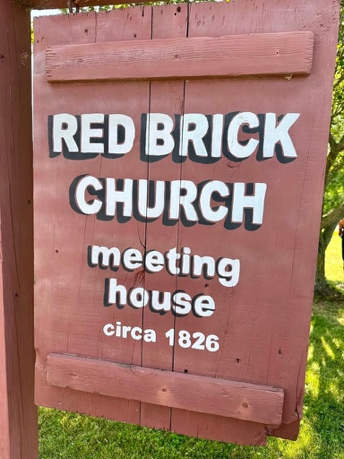 RED BRICK
CHURCH
meeting
house
circa 1826